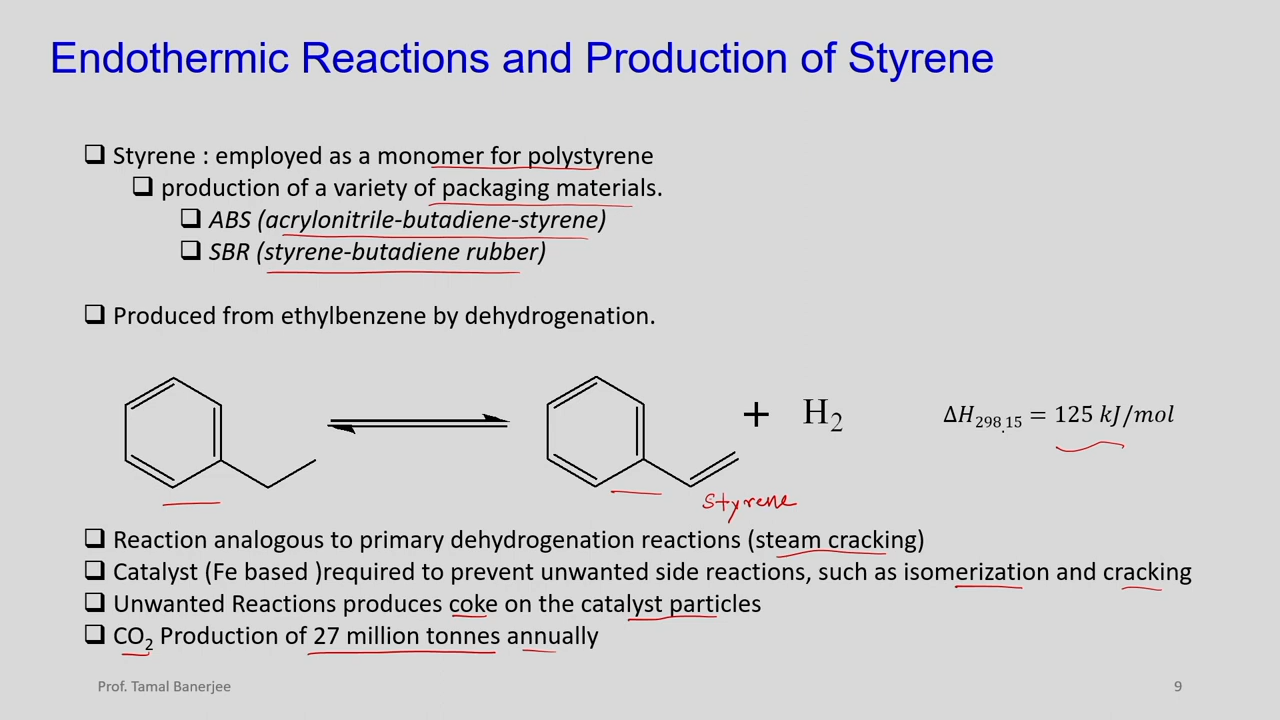 Endothermic Reactions and Production of Styrene
❑ Styrene : employed as a monomer for polystyrene
❑ production of a variety of packaging materials.
❑ ABS (acrylonitrile-butadiene-styrene)
❑ SBR (styrene-butadiene rubber)
❑ Produced from ethylbenzene by dehydrogenation.
+ H₂ ΔH₂₉₈.₁₅ = 125 kJ/mol
Styrene
❑ Reaction analogous to primary dehydrogenation reactions (steam cracking)
❑ Catalyst (Fe based )required to prevent unwanted side reactions, such as isomerization and cracking
❑ Unwanted Reactions produces coke on the catalyst particles
❑ CO₂ Production of 27 million tonnes annually
Prof. Tamal Banerjee 9